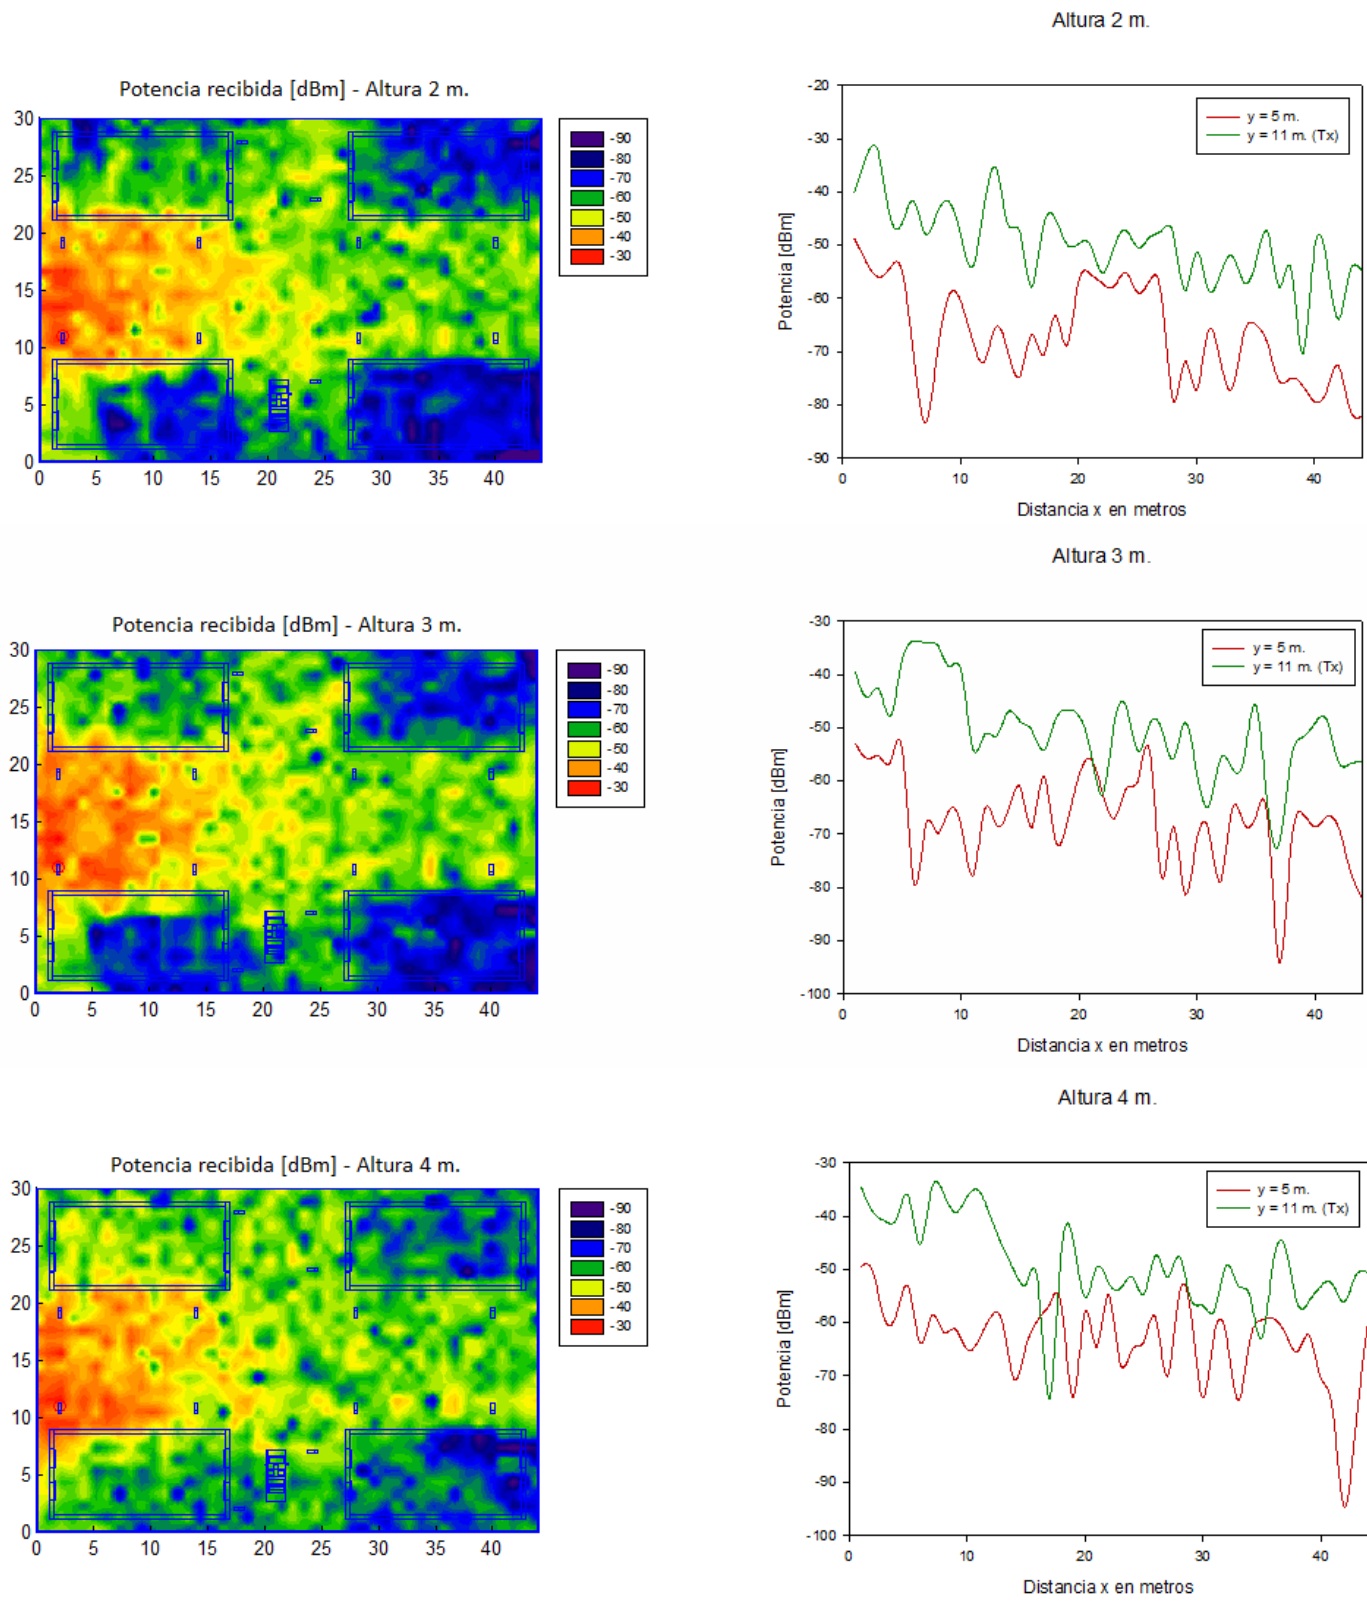 Altura 2 m.
Potencia recibida [dBm] - Altura 2 m.
30
25
20
15
10
5
0
0 5 10 15 20 25 30 35 40
-90
-80
-70
-60
-50
-40
-30
-20
-30
-40
-50
-60
-70
-80
-90
Potencia [dBm]
y = 5 m.
y = 11 m. (Tx)
0 10 20 30 40
Distancia x en metros
Altura 3 m.
Potencia recibida [dBm] - Altura 3 m.
30
25
20
15
10
5
0
0 5 10 15 20 25 30 35 40
-90
-80
-70
-60
-50
-40
-30
-30
-40
-50
-60
-70
-80
-90
-100
Potencia [dBm]
y = 5 m.
y = 11 m. (Tx)
0 10 20 30 40
Distancia x en metros
Altura 4 m.
Potencia recibida [dBm] - Altura 4 m.
30
25
20
15
10
5
0
0 5 10 15 20 25 30 35 40
-90
-80
-70
-60
-50
-40
-30
-30
-40
-50
-60
-70
-80
-90
-100
Potencia [dBm]
y = 5 m.
y = 11 m. (Tx)
0 10 20 30 40
Distancia x en metros